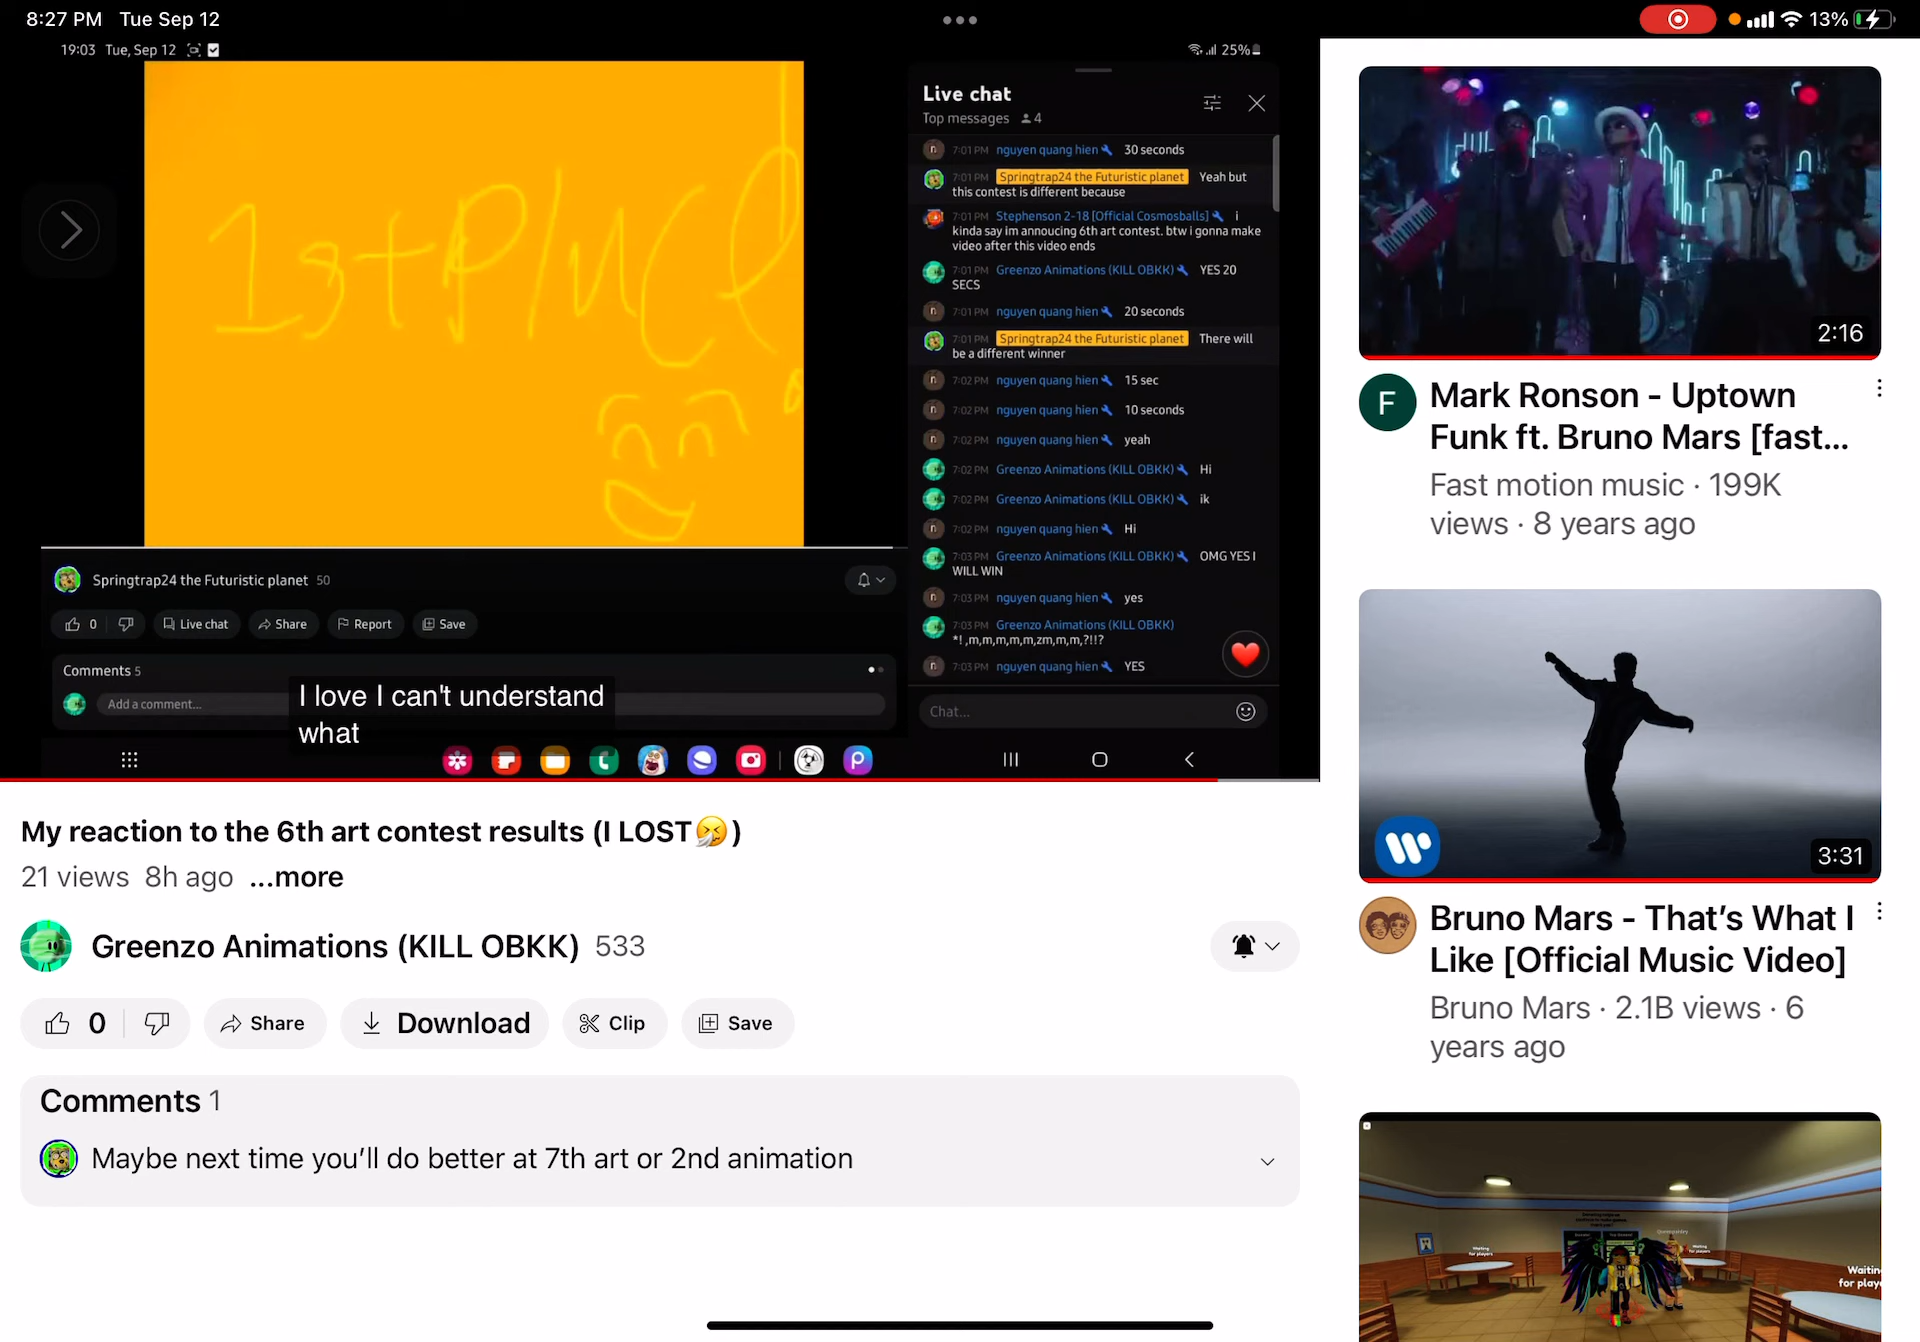 8:27 PM Tue Sep 12
13%
19:03 Tue, Sep 12
25%
1st Place
Live chat
Top messages 4
7:01 PM nguyen quang hien 30 seconds
7:01 PM Springtrap24 the Futuristic planet Yeah but
this contest is different because
7:01 PM Stephenson 2-18 [Official Cosmosballs] i
kinda say im annoucing 6th art contest. btw i gonna make
video after this video ends
7:01 PM Greenzo Animations (KILL OBKK) YES 20
SECS
7:01 PM nguyen quang hien 20 seconds
7:01 PM Springtrap24 the Futuristic planet There will
be a different winner
7:02 PM nguyen quang hien 15 sec
7:02 PM nguyen quang hien 10 seconds
7:02 PM nguyen quang hien yeah
7:02 PM Greenzo Animations (KILL OBKK) Hi
7:02 PM Greenzo Animations (KILL OBKK) ik
7:02 PM nguyen quang hien Hi
7:03 PM Greenzo Animations (KILL OBKK) OMG YES I
WILL WIN
7:03 PM nguyen quang hien yes
7:03 PM Greenzo Animations (KILL OBKK)
*!,m,m,m,m,m,zm,m,m,?!!?
7:03 PM nguyen quang hien YES
Chat...
Springtrap24 the Futuristic planet 50
0 Live chat Share Report Save
Comments 5
Add a comment...
I love I can't understand
what
My reaction to the 6th art contest results (I LOST🤧)
21 views 8h ago ...more
Greenzo Animations (KILL OBKK) 533
0 Share Download Clip Save
Comments 1
Maybe next time you'll do better at 7th art or 2nd animation
2:16
F
Mark Ronson - Uptown
Funk ft. Bruno Mars [fast...
Fast motion music · 199K
views · 8 years ago
3:31
Bruno Mars - That's What I
Like [Official Music Video]
Bruno Mars · 2.1B views · 6
years ago
Waiting
for players
Waiting
for players
Waitin
for playe